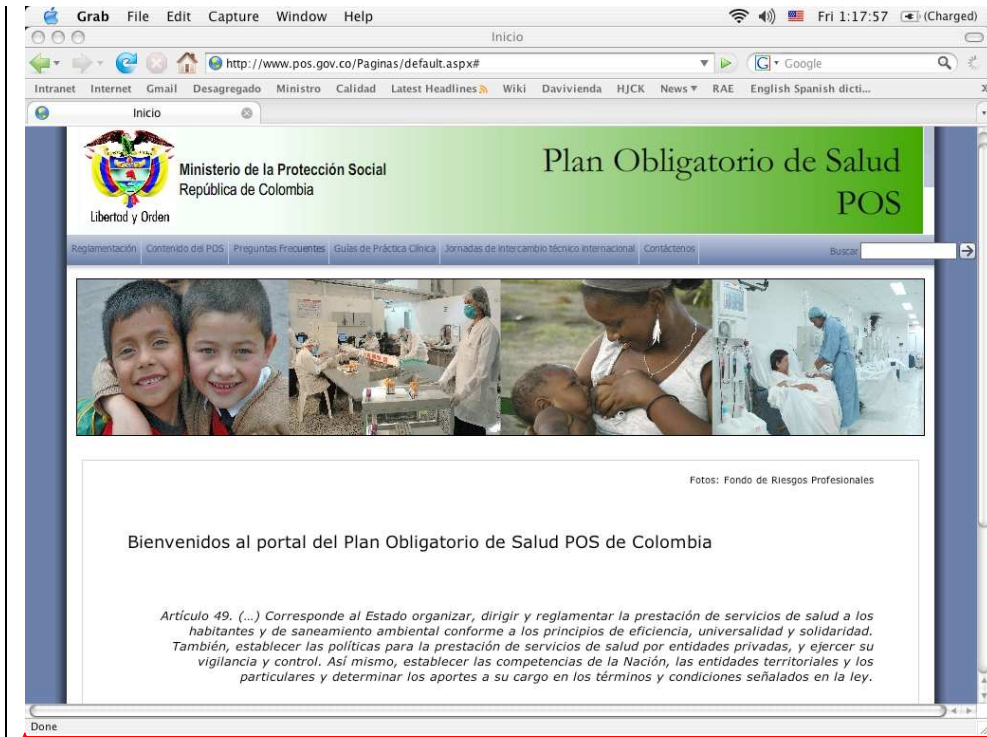 Grab File Edit Capture Window Help Fri 1:17:57 (Charged)
Inicio
http://www.pos.gov.co/Paginas/default.aspx# Google
Intranet Internet Gmail Desagregado Ministro Calidad Latest Headlines Wiki Davivienda HJCK News RAE English Spanish dicti...
Inicio
Ministerio de la Protección Social
República de Colombia
Libertad y Orden
Plan Obligatorio de Salud
POS
Reglamentación Contenido del POS Preguntas Frecuentes Guías de Práctica Clínica Jornadas de intercambio técnico internacional Contáctenos Buscar
Fotos: Fondo de Riesgos Profesionales
Bienvenidos al portal del Plan Obligatorio de Salud POS de Colombia
Artículo 49. (...) Corresponde al Estado organizar, dirigir y reglamentar la prestación de servicios de salud a los
habitantes y de saneamiento ambiental conforme a los principios de eficiencia, universalidad y solidaridad.
También, establecer las políticas para la prestación de servicios de salud por entidades privadas, y ejercer su
vigilancia y control. Así mismo, establecer las competencias de la Nación, las entidades territoriales y los
particulares y determinar los aportes a su cargo en los términos y condiciones señalados en la ley.
Done